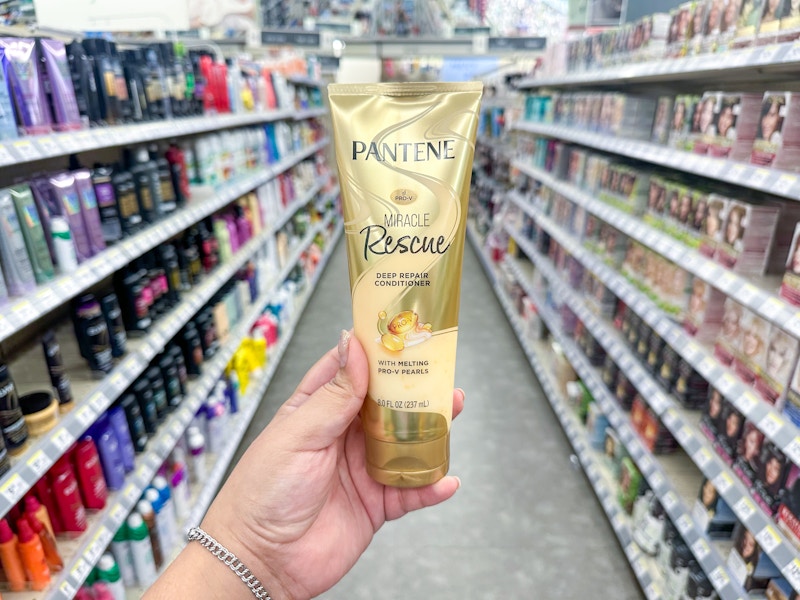 PANTENE
PRO-V
MIRACLE
Rescue
DEEP REPAIR
CONDITIONER
WITH MELTING
PRO-V PEARLS
8.0 FL OZ (237 mL)